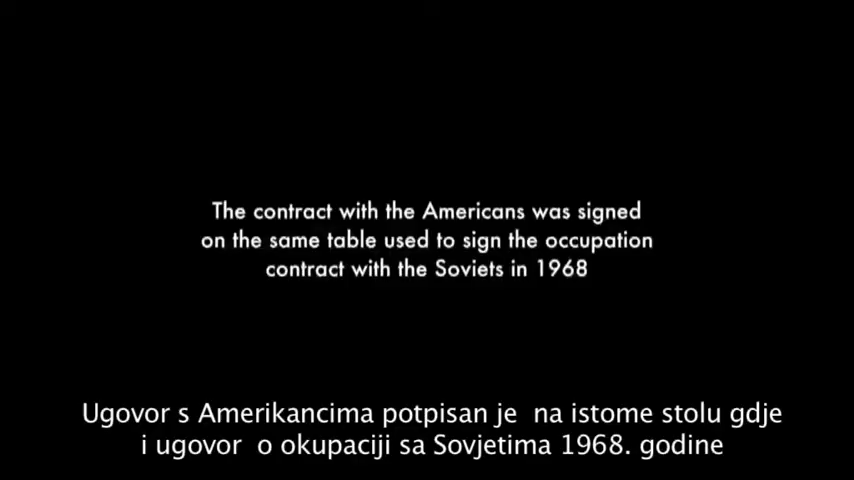 The contract with the Americans was signed
on the same table used to sign the occupation
contract with the Soviets in 1968
Ugovor s Amerikancima potpisan je  na istome stolu gdje
i ugovor  o okupaciji sa Sovjetima 1968. godine